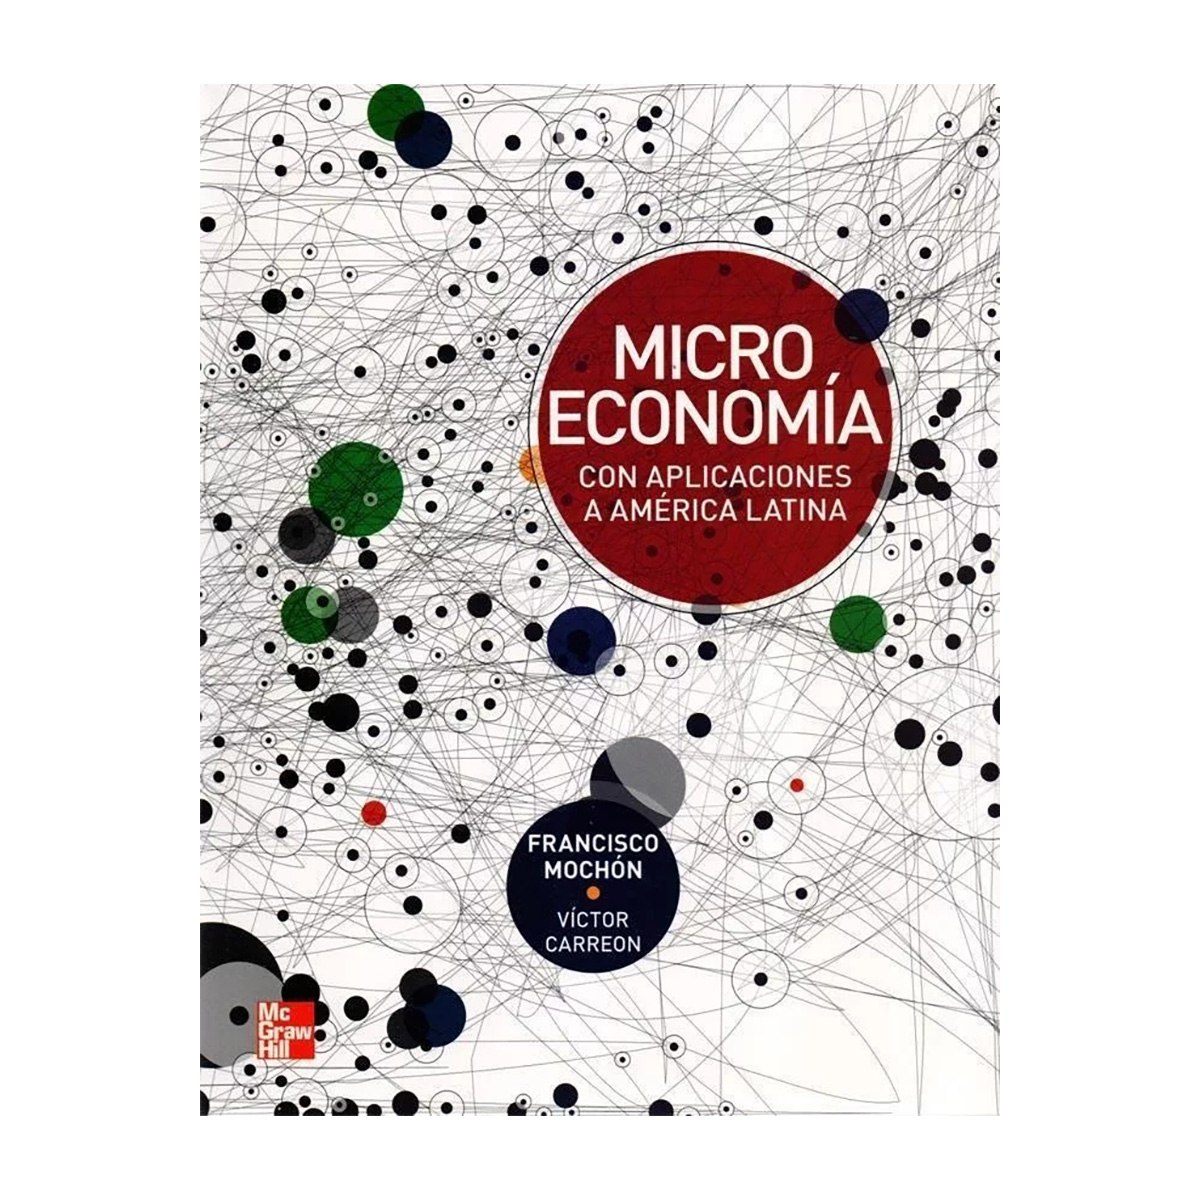 MICRO
ECONOMÍA
CON APLICACIONES
A AMÉRICA LATINA
FRANCISCO
MOCHÓN
VÍCTOR
CARREON
Mc
Graw
Hill